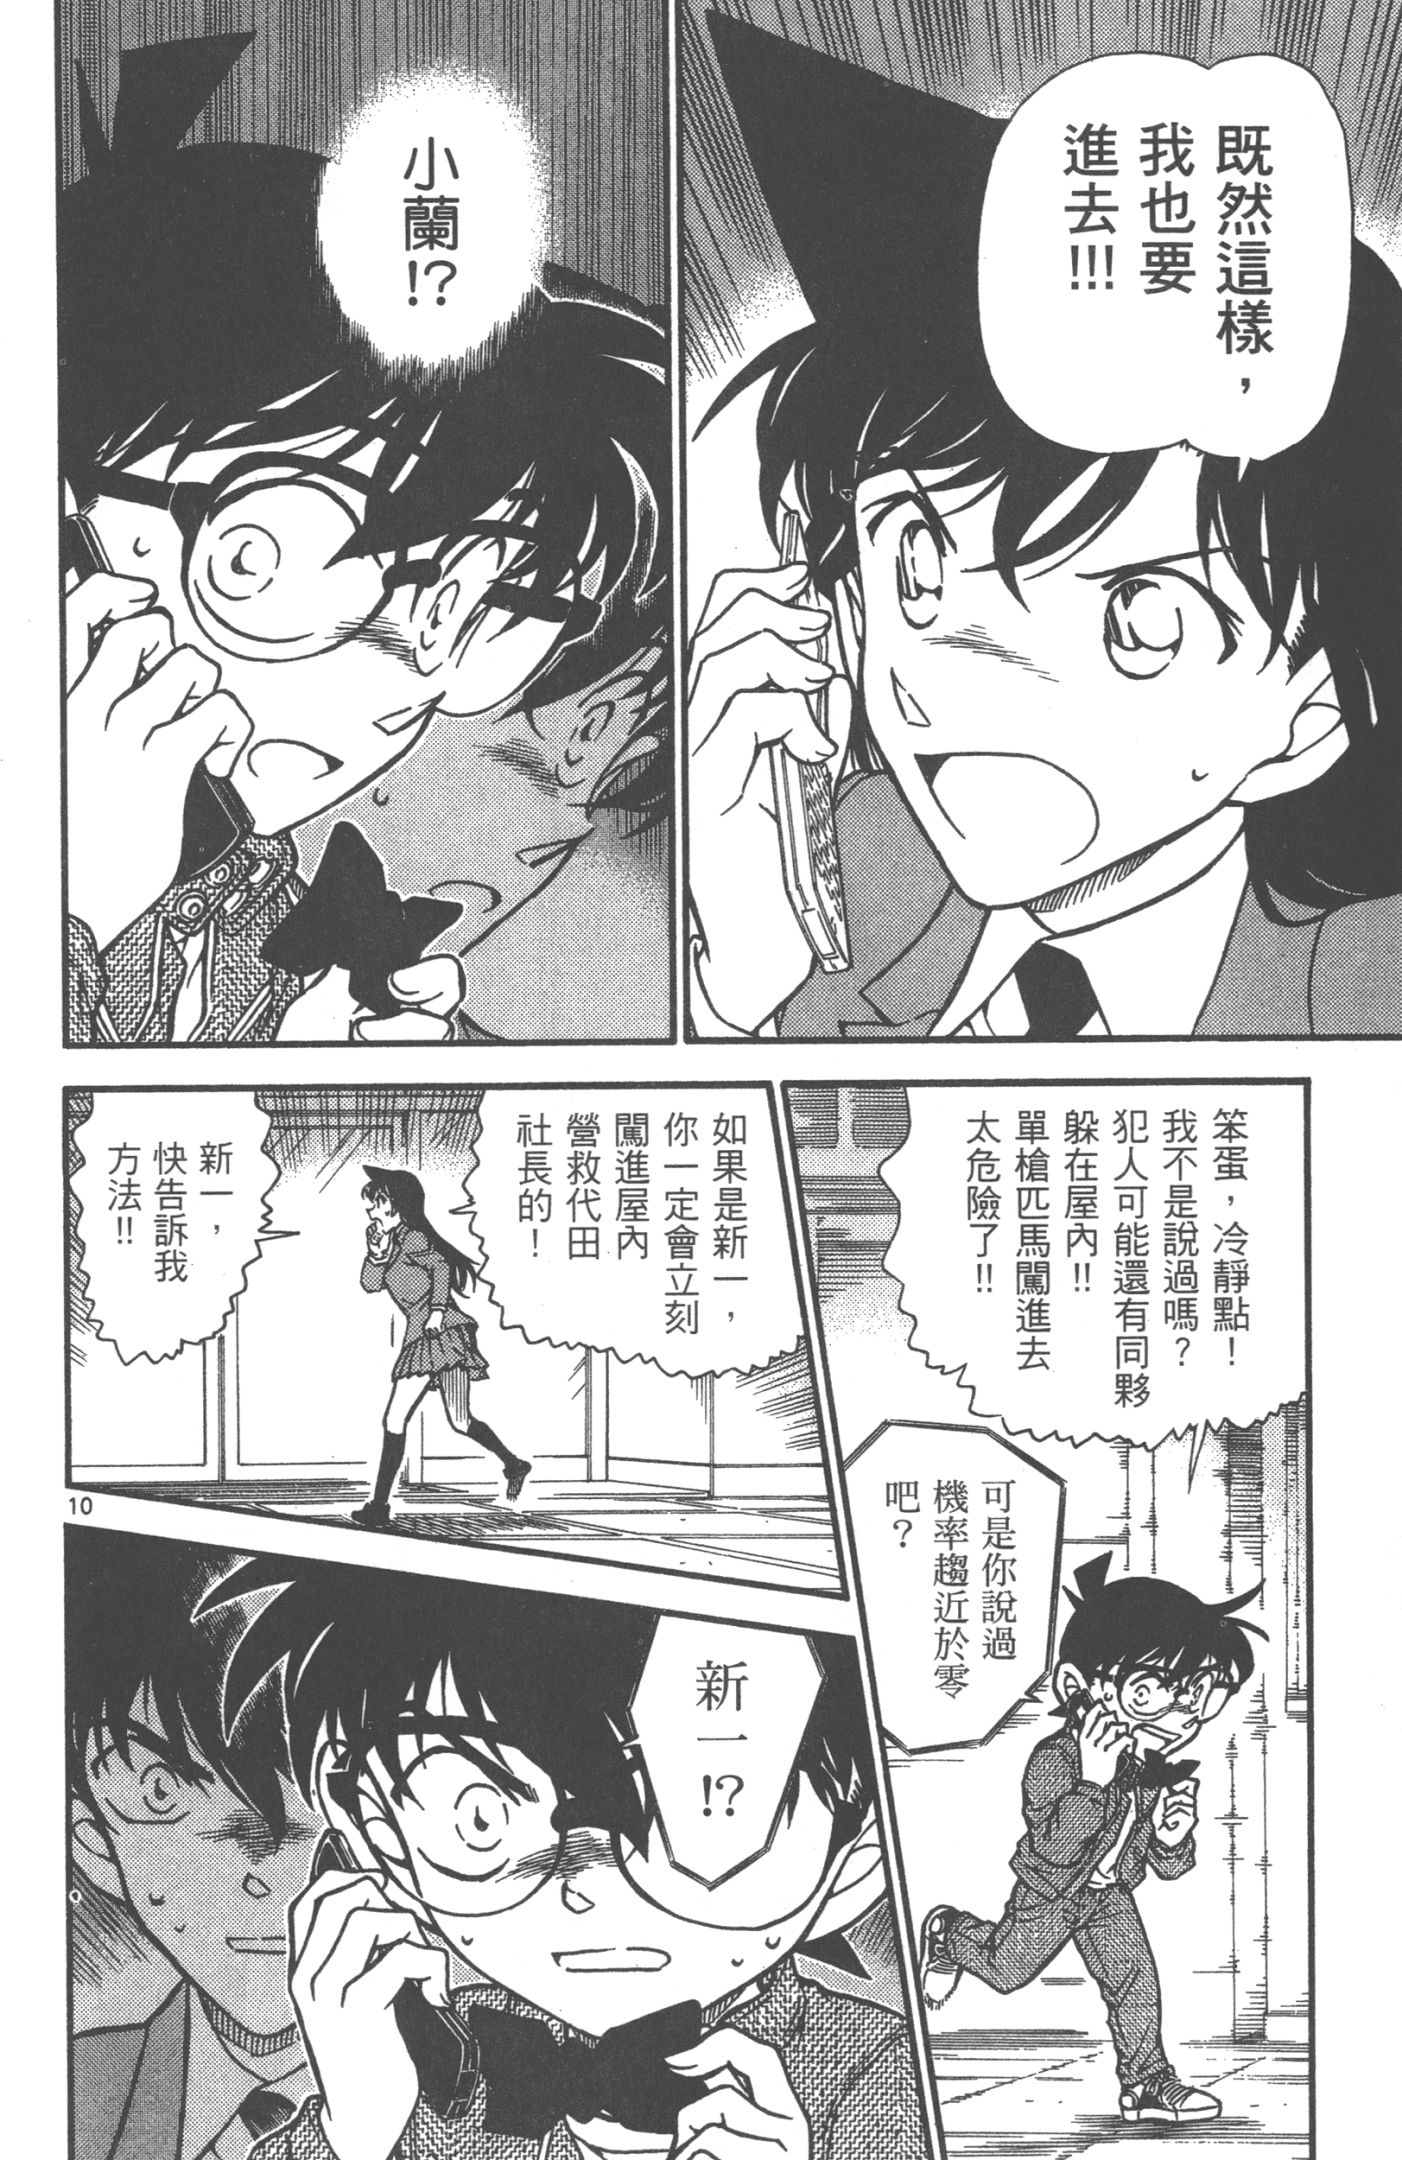 既然這樣，
我也要
進去!!!
小蘭!?
笨蛋，冷靜點！
我不是說過嗎？
犯人可能還有同夥
躲在屋內!!
單槍匹馬闖進去
太危險了!!
可是你說過
機率趨近於零
吧？
如果是新一，
你一定會立刻
闖進屋內
營救代田
社長的！
新一，
快告訴我
方法!!
新一!?
10